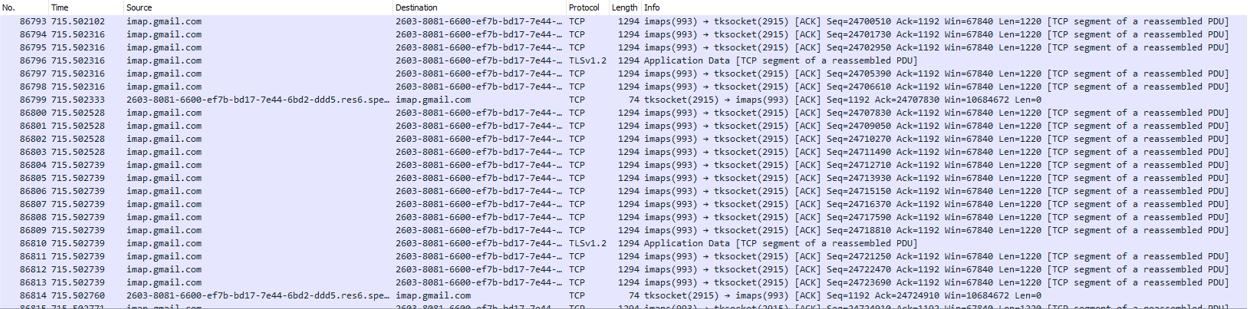 No. Time Source Destination Protocol Length Info
86793 715.502102 imap.gmail.com 2603-8081-6600-ef7b-bd17-7e44-… TCP 1294 imaps(993) → tksocket(2915) [ACK] Seq=24700510 Ack=1192 Win=67840 Len=1220 [TCP segment of a reassembled PDU]
86794 715.502316 imap.gmail.com 2603-8081-6600-ef7b-bd17-7e44-… TCP 1294 imaps(993) → tksocket(2915) [ACK] Seq=24701730 Ack=1192 Win=67840 Len=1220 [TCP segment of a reassembled PDU]
86795 715.502316 imap.gmail.com 2603-8081-6600-ef7b-bd17-7e44-… TCP 1294 imaps(993) → tksocket(2915) [ACK] Seq=24702950 Ack=1192 Win=67840 Len=1220 [TCP segment of a reassembled PDU]
86796 715.502316 imap.gmail.com 2603-8081-6600-ef7b-bd17-7e44-… TLSv1.2 1294 Application Data [TCP segment of a reassembled PDU]
86797 715.502316 imap.gmail.com 2603-8081-6600-ef7b-bd17-7e44-… TCP 1294 imaps(993) → tksocket(2915) [ACK] Seq=24705390 Ack=1192 Win=67840 Len=1220 [TCP segment of a reassembled PDU]
86798 715.502316 imap.gmail.com 2603-8081-6600-ef7b-bd17-7e44-… TCP 1294 imaps(993) → tksocket(2915) [ACK] Seq=24706610 Ack=1192 Win=67840 Len=1220 [TCP segment of a reassembled PDU]
86799 715.502333 2603-8081-6600-ef7b-bd17-7e44-6bd2-ddd5.res6.spe… imap.gmail.com TCP 74 tksocket(2915) → imaps(993) [ACK] Seq=1192 Ack=24707830 Win=10684672 Len=0
86800 715.502528 imap.gmail.com 2603-8081-6600-ef7b-bd17-7e44-… TCP 1294 imaps(993) → tksocket(2915) [ACK] Seq=24707830 Ack=1192 Win=67840 Len=1220 [TCP segment of a reassembled PDU]
86801 715.502528 imap.gmail.com 2603-8081-6600-ef7b-bd17-7e44-… TCP 1294 imaps(993) → tksocket(2915) [ACK] Seq=24709050 Ack=1192 Win=67840 Len=1220 [TCP segment of a reassembled PDU]
86802 715.502528 imap.gmail.com 2603-8081-6600-ef7b-bd17-7e44-… TCP 1294 imaps(993) → tksocket(2915) [ACK] Seq=24710270 Ack=1192 Win=67840 Len=1220 [TCP segment of a reassembled PDU]
86803 715.502528 imap.gmail.com 2603-8081-6600-ef7b-bd17-7e44-… TCP 1294 imaps(993) → tksocket(2915) [ACK] Seq=24711490 Ack=1192 Win=67840 Len=1220 [TCP segment of a reassembled PDU]
86804 715.502739 imap.gmail.com 2603-8081-6600-ef7b-bd17-7e44-… TCP 1294 imaps(993) → tksocket(2915) [ACK] Seq=24712710 Ack=1192 Win=67840 Len=1220 [TCP segment of a reassembled PDU]
86805 715.502739 imap.gmail.com 2603-8081-6600-ef7b-bd17-7e44-… TCP 1294 imaps(993) → tksocket(2915) [ACK] Seq=24713930 Ack=1192 Win=67840 Len=1220 [TCP segment of a reassembled PDU]
86806 715.502739 imap.gmail.com 2603-8081-6600-ef7b-bd17-7e44-… TCP 1294 imaps(993) → tksocket(2915) [ACK] Seq=24715150 Ack=1192 Win=67840 Len=1220 [TCP segment of a reassembled PDU]
86807 715.502739 imap.gmail.com 2603-8081-6600-ef7b-bd17-7e44-… TCP 1294 imaps(993) → tksocket(2915) [ACK] Seq=24716370 Ack=1192 Win=67840 Len=1220 [TCP segment of a reassembled PDU]
86808 715.502739 imap.gmail.com 2603-8081-6600-ef7b-bd17-7e44-… TCP 1294 imaps(993) → tksocket(2915) [ACK] Seq=24717590 Ack=1192 Win=67840 Len=1220 [TCP segment of a reassembled PDU]
86809 715.502739 imap.gmail.com 2603-8081-6600-ef7b-bd17-7e44-… TCP 1294 imaps(993) → tksocket(2915) [ACK] Seq=24718810 Ack=1192 Win=67840 Len=1220 [TCP segment of a reassembled PDU]
86810 715.502739 imap.gmail.com 2603-8081-6600-ef7b-bd17-7e44-… TLSv1.2 1294 Application Data [TCP segment of a reassembled PDU]
86811 715.502739 imap.gmail.com 2603-8081-6600-ef7b-bd17-7e44-… TCP 1294 imaps(993) → tksocket(2915) [ACK] Seq=24721250 Ack=1192 Win=67840 Len=1220 [TCP segment of a reassembled PDU]
86812 715.502739 imap.gmail.com 2603-8081-6600-ef7b-bd17-7e44-… TCP 1294 imaps(993) → tksocket(2915) [ACK] Seq=24722470 Ack=1192 Win=67840 Len=1220 [TCP segment of a reassembled PDU]
86813 715.502739 imap.gmail.com 2603-8081-6600-ef7b-bd17-7e44-… TCP 1294 imaps(993) → tksocket(2915) [ACK] Seq=24723690 Ack=1192 Win=67840 Len=1220 [TCP segment of a reassembled PDU]
86814 715.502760 2603-8081-6600-ef7b-bd17-7e44-6bd2-ddd5.res6.spe… imap.gmail.com TCP 74 tksocket(2915) → imaps(993) [ACK] Seq=1192 Ack=24724910 Win=10684672 Len=0